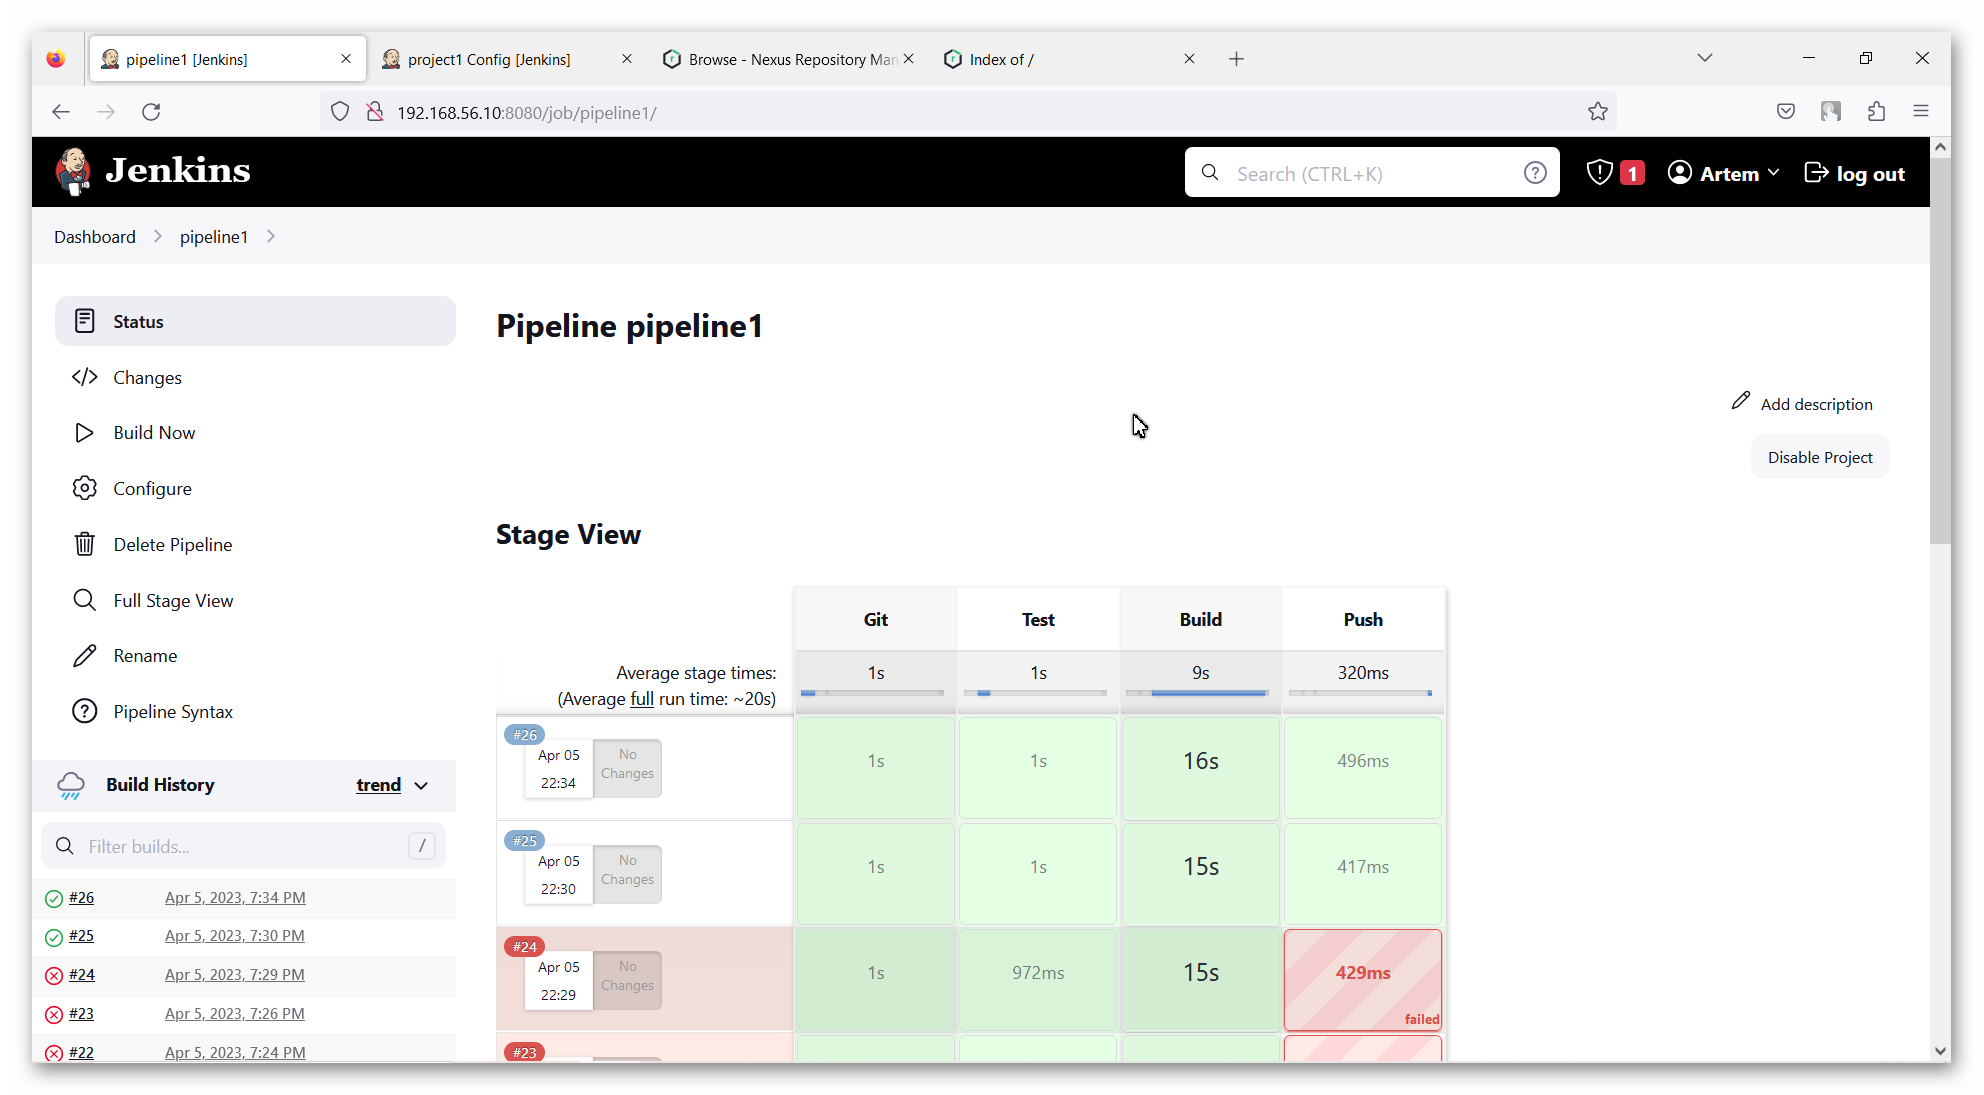 pipeline1 [Jenkins]
project1 Config [Jenkins]
Browse - Nexus Repository Man
Index of /
192.168.56.10:8080/job/pipeline1/
Jenkins
Search (CTRL+K)
1
Artem
log out
Dashboard
pipeline1
Status
Changes
Build Now
Configure
Delete Pipeline
Full Stage View
Rename
Pipeline Syntax
Build History
trend
Filter builds...
/
#26 Apr 5, 2023, 7:34 PM
#25 Apr 5, 2023, 7:30 PM
#24 Apr 5, 2023, 7:29 PM
#23 Apr 5, 2023, 7:26 PM
#22 Apr 5, 2023, 7:24 PM
Pipeline pipeline1
Add description
Disable Project
Stage View
Git Test Build Push
Average stage times: 1s 1s 9s 320ms
(Average full run time: ~20s)
#26
Apr 05
22:34
No
Changes
1s 1s 16s 496ms
#25
Apr 05
22:30
No
Changes
1s 1s 15s 417ms
#24
Apr 05
22:29
No
Changes
1s 972ms 15s 429ms
failed
#23